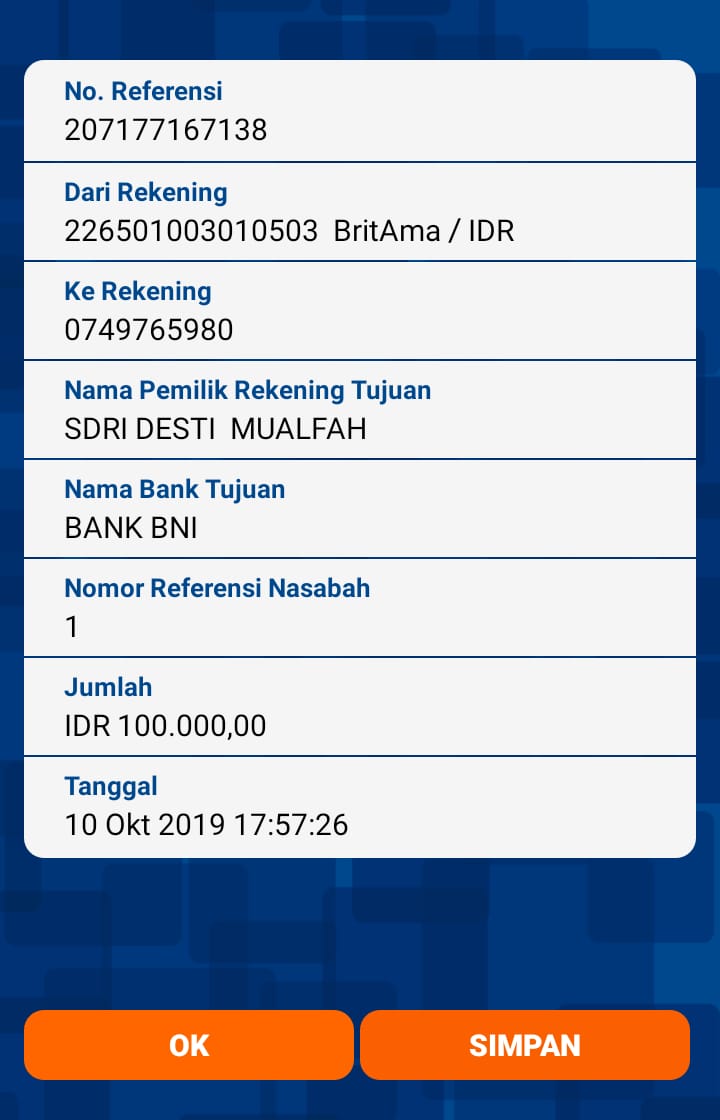 No. Referensi
207177167138
Dari Rekening
226501003010503  BritAma / IDR
Ke Rekening
0749765980
Nama Pemilik Rekening Tujuan
SDRI DESTI  MUALFAH
Nama Bank Tujuan
BANK BNI
Nomor Referensi Nasabah
1
Jumlah
IDR 100.000,00
Tanggal
10 Okt 2019 17:57:26
OK
SIMPAN